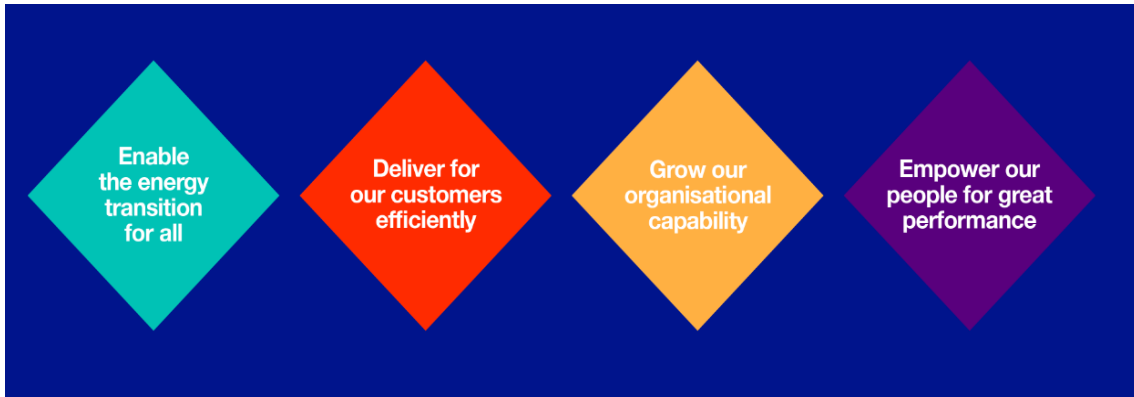 Enable
the energy
transition
for all
Deliver for
our customers
efficiently
Grow our
organisational
capability
Empower our
people for great
performance